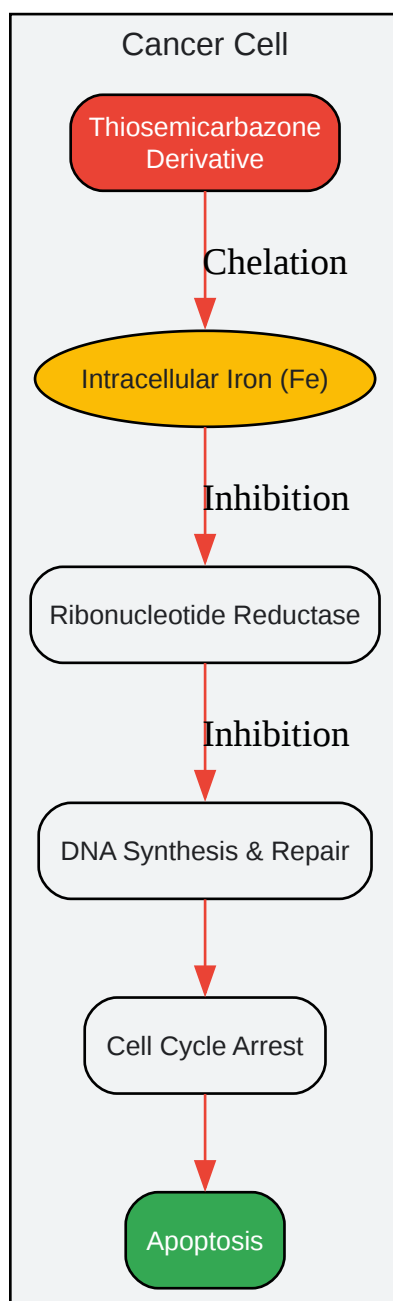 Cancer Cell
Thiosemicarbazone
Derivative
Chelation
Intracellular Iron (Fe)
Inhibition
Ribonucleotide Reductase
Inhibition
DNA Synthesis & Repair
Cell Cycle Arrest
Apoptosis